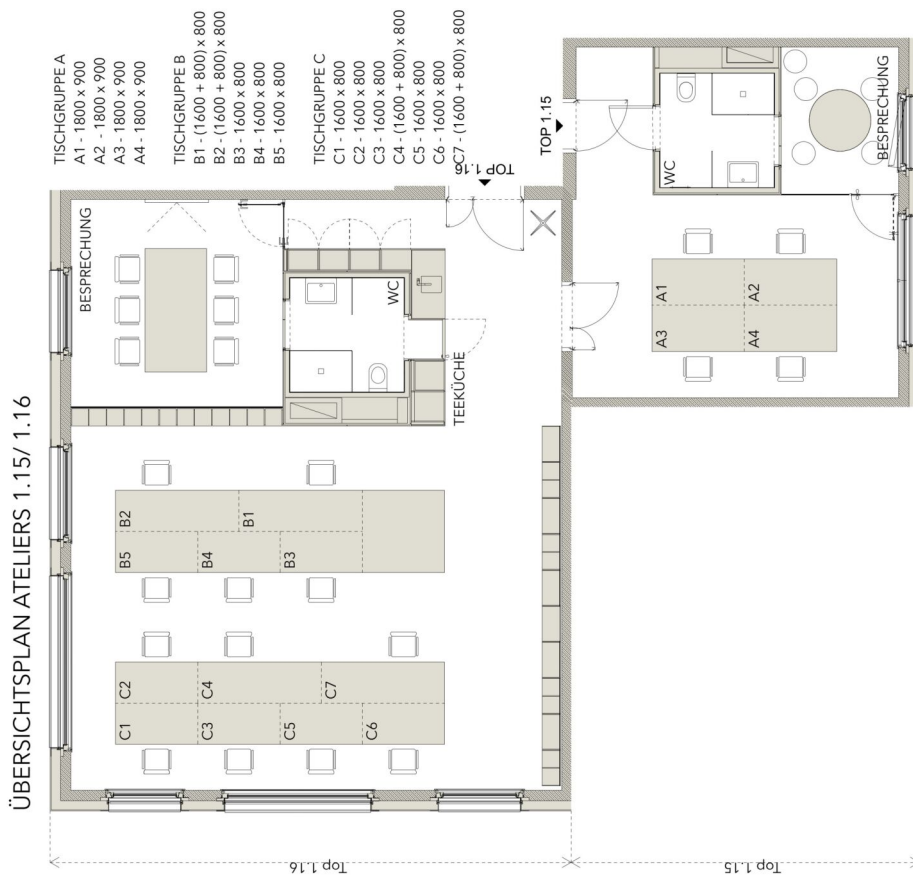 ÜBERSICHTSPLAN ATELIERS 1.15/ 1.16
TISCHGRUPPE A
A1 - 1800 x 900
A2 - 1800 x 900
A3 - 1800 x 900
A4 - 1800 x 900
TISCHGRUPPE B
B1 - (1600 + 800) x 800
B2 - (1600 + 800) x 800
B3 - 1600 x 800
B4 - 1600 x 800
B5 - 1600 x 800
TISCHGRUPPE C
C1 - 1600 x 800
C2 - 1600 x 800
C3 - 1600 x 800
C4 - (1600 + 800) x 800
C5 - 1600 x 800
C6 - 1600 x 800
C7 - (1600 + 800) x 800
BESPRECHUNG
WC
TEEKÜCHE
TOP 1.16
B2
B1
B5
B4
B3
C2
C4
C7
C1
C3
C5
C6
TOP 1.15
WC
BESPRECHUNG
A1
A2
A3
A4
Top 1.16
Top 1.15